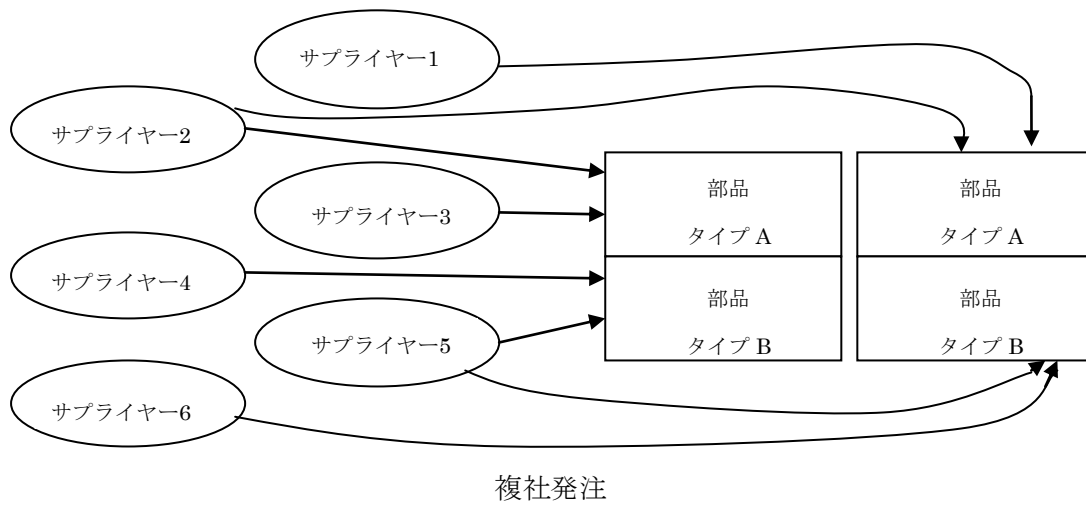 サプライヤー1
サプライヤー2
サプライヤー3
サプライヤー4
サプライヤー5
サプライヤー6
部品
タイプ A
部品
タイプ B
部品
タイプ A
部品
タイプ B
複社発注